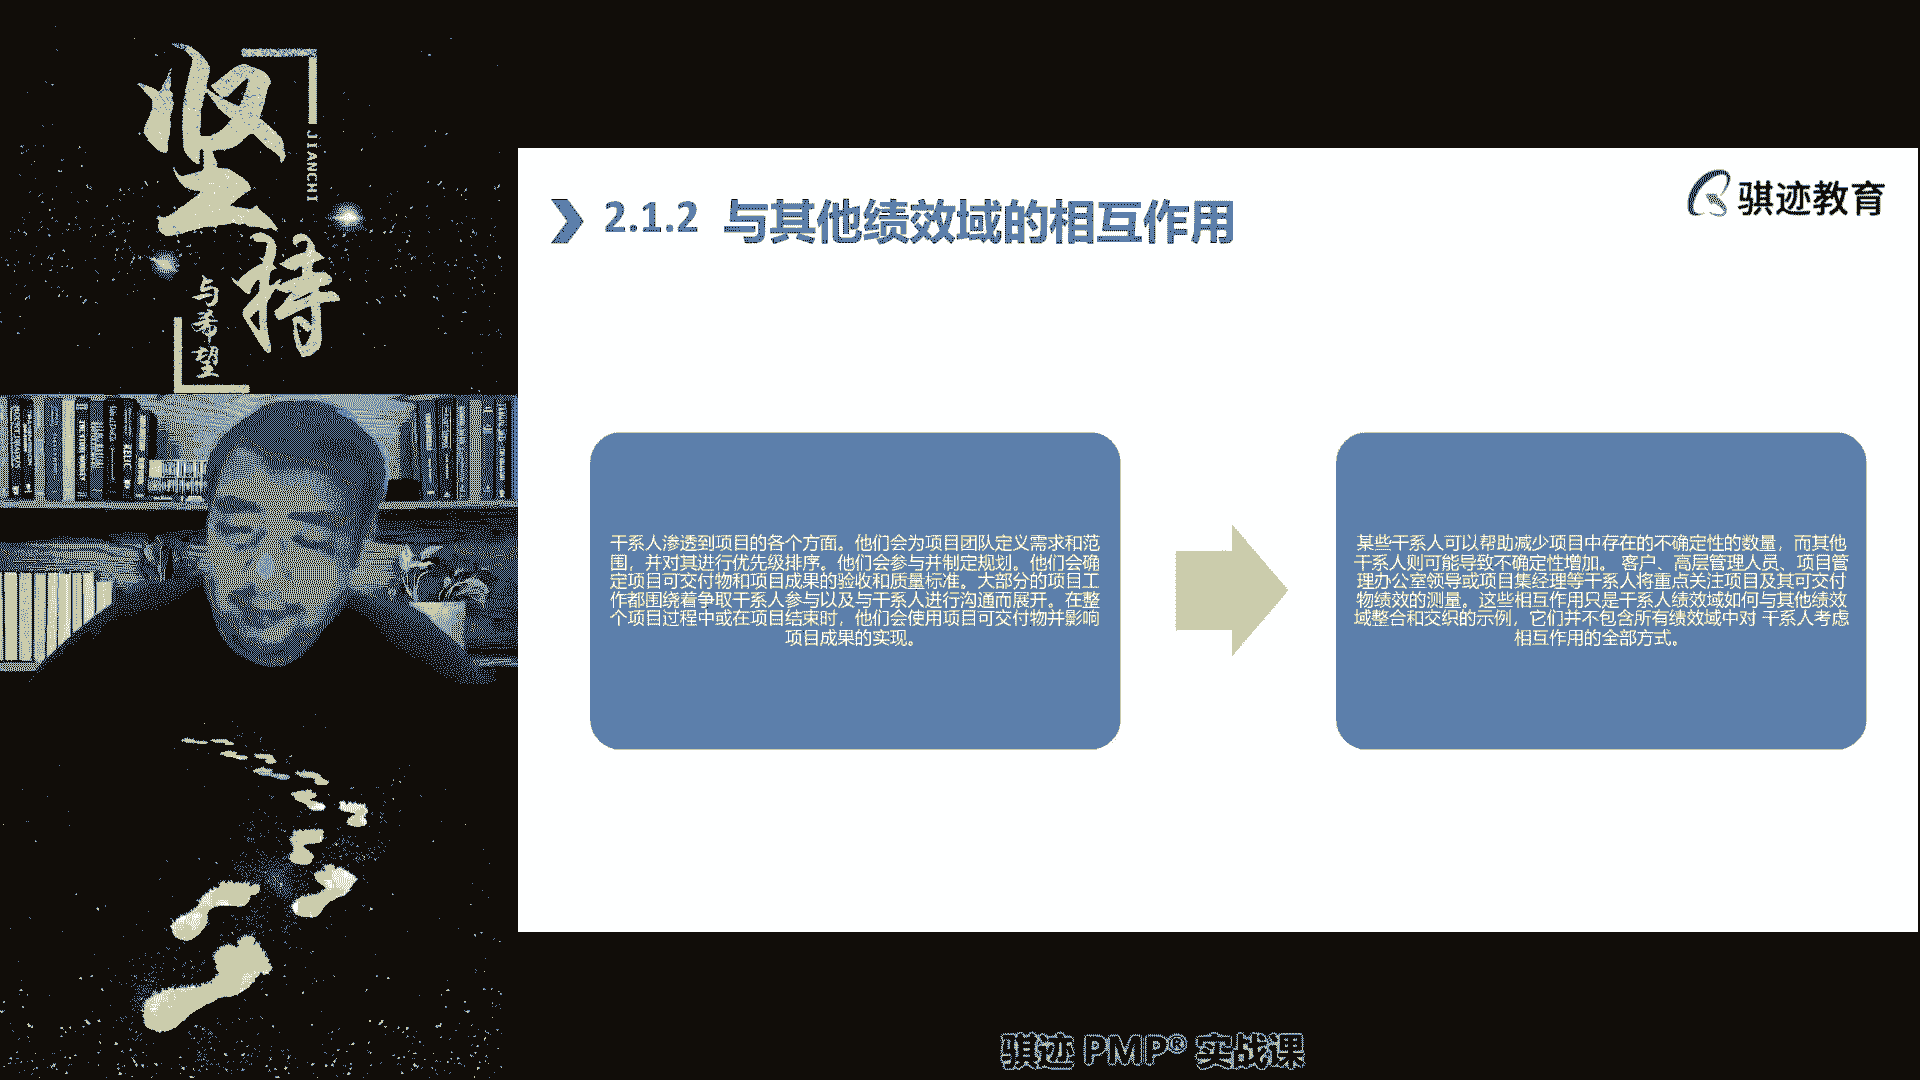 坚
持
JIANCHI
与希望
2.1.2 与其他绩效域的相互作用
骐迹教育
干系人渗透到项目的各个方面。他们会为项目团队定义需求和范
围，并对其进行优先级排序。他们会参与并制定规划。他们会确
定项目可交付物和项目成果的验收和质量标准。大部分的项目工
作都围绕着争取干系人参与以及与干系人进行沟通而展开。在整
个项目过程中或在项目结束时，他们会使用项目可交付物并影响
项目成果的实现。
某些干系人可以帮助减少项目中存在的不确定性的数量，而其他
干系人则可能导致不确定性增加。 客户、高层管理人员、项目管
理办公室领导或项目集经理等干系人将重点关注项目及其可交付
物绩效的测量。这些相互作用只是干系人绩效域如何与其他绩效
域整合和交织的示例，它们并不包含所有绩效域中对 干系人考虑
相互作用的全部方式。
骐迹 PMP® 实战课